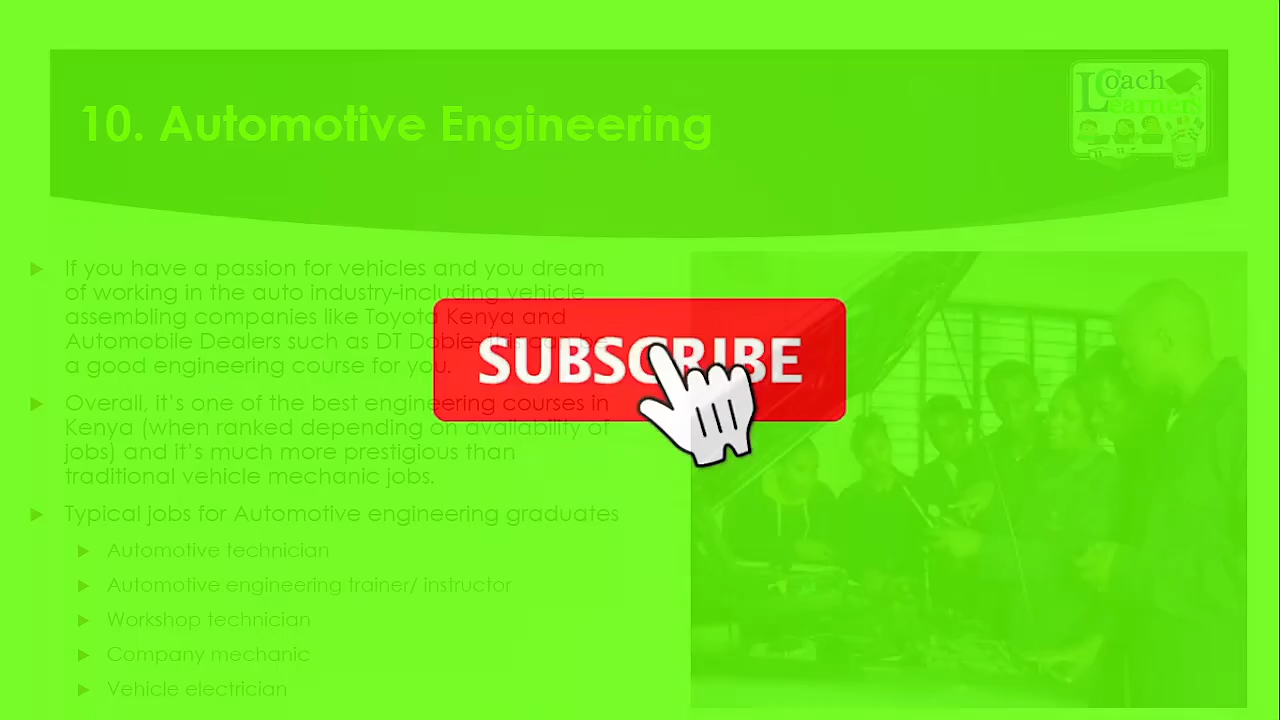 10. Automotive Engineering
Coach
Learners
If you have a passion for vehicles and you dream
of working in the auto industry-including vehicle
assembling companies like Toyota Kenya and
Automobile Dealers such as DT Dobie–this can be
a good engineering course for you.
SUBSCRIBE
Overall, it's one of the best engineering courses in
Kenya (when ranked depending on availability of
jobs) and it's much more prestigious than
traditional vehicle mechanic jobs.
Typical jobs for Automotive engineering graduates
Automotive technician
Automotive engineering trainer/ instructor
Workshop technician
Company mechanic
Vehicle electrician